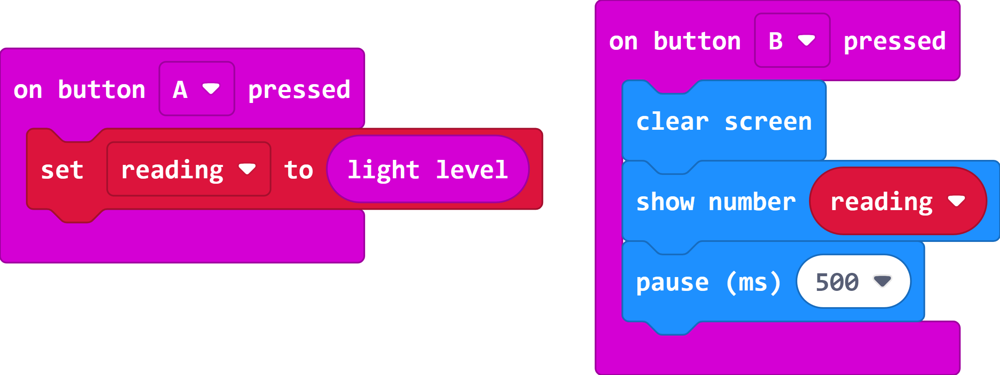 on button A pressed
set reading to light level
on button B pressed
clear screen
show number reading
pause (ms) 500